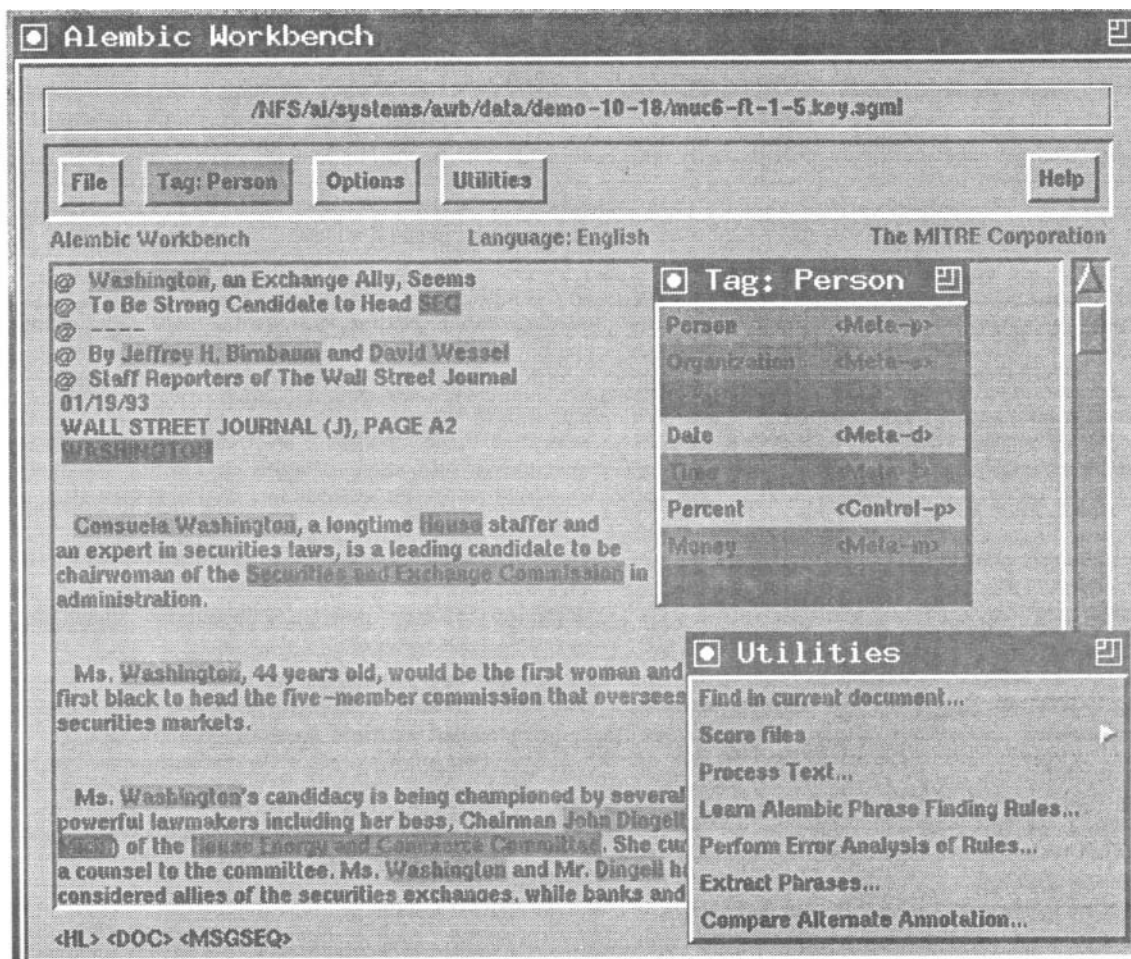 Alembic Workbench
/NFS/ai/systems/awb/data/demo-10-18/muc6-ft-1-5.key.sgml
File Tag: Person Options Utilities Help
Alembic Workbench Language: English The MITRE Corporation
@ Washington, an Exchange Ally, Seems
@ To Be Strong Candidate to Head SEC
@ ----
@ By Jeffrey H. Birnbaum and David Wessel
@ Staff Reporters of The Wall Street Journal
01/19/93
WALL STREET JOURNAL (J), PAGE A2
WASHINGTON
Consuela Washington, a longtime House staffer and
an expert in securities laws, is a leading candidate to be
chairwoman of the Securities and Exchange Commission in
administration.
Ms. Washington, 44 years old, would be the first woman and
first black to head the five-member commission that oversees
securities markets.
Ms. Washington's candidacy is being championed by several
powerful lawmakers including her boss, Chairman John Dingell
Mich.) of the House Energy and Commerce Committee. She cu
a counsel to the committee. Ms. Washington and Mr. Dingell h
considered allies of the securities exchanges, while banks and
<HL> <DOC> <MSGSEQ>
Tag: Person
Person <Meta-p>
Organization <Meta-o>
Date <Meta-d>
Time
Percent <Control-p>
Money <Meta-m>
Utilities
Find in current document...
Score files
Process Text...
Learn Alembic Phrase Finding Rules...
Perform Error Analysis of Rules...
Extract Phrases...
Compare Alternate Annotation...